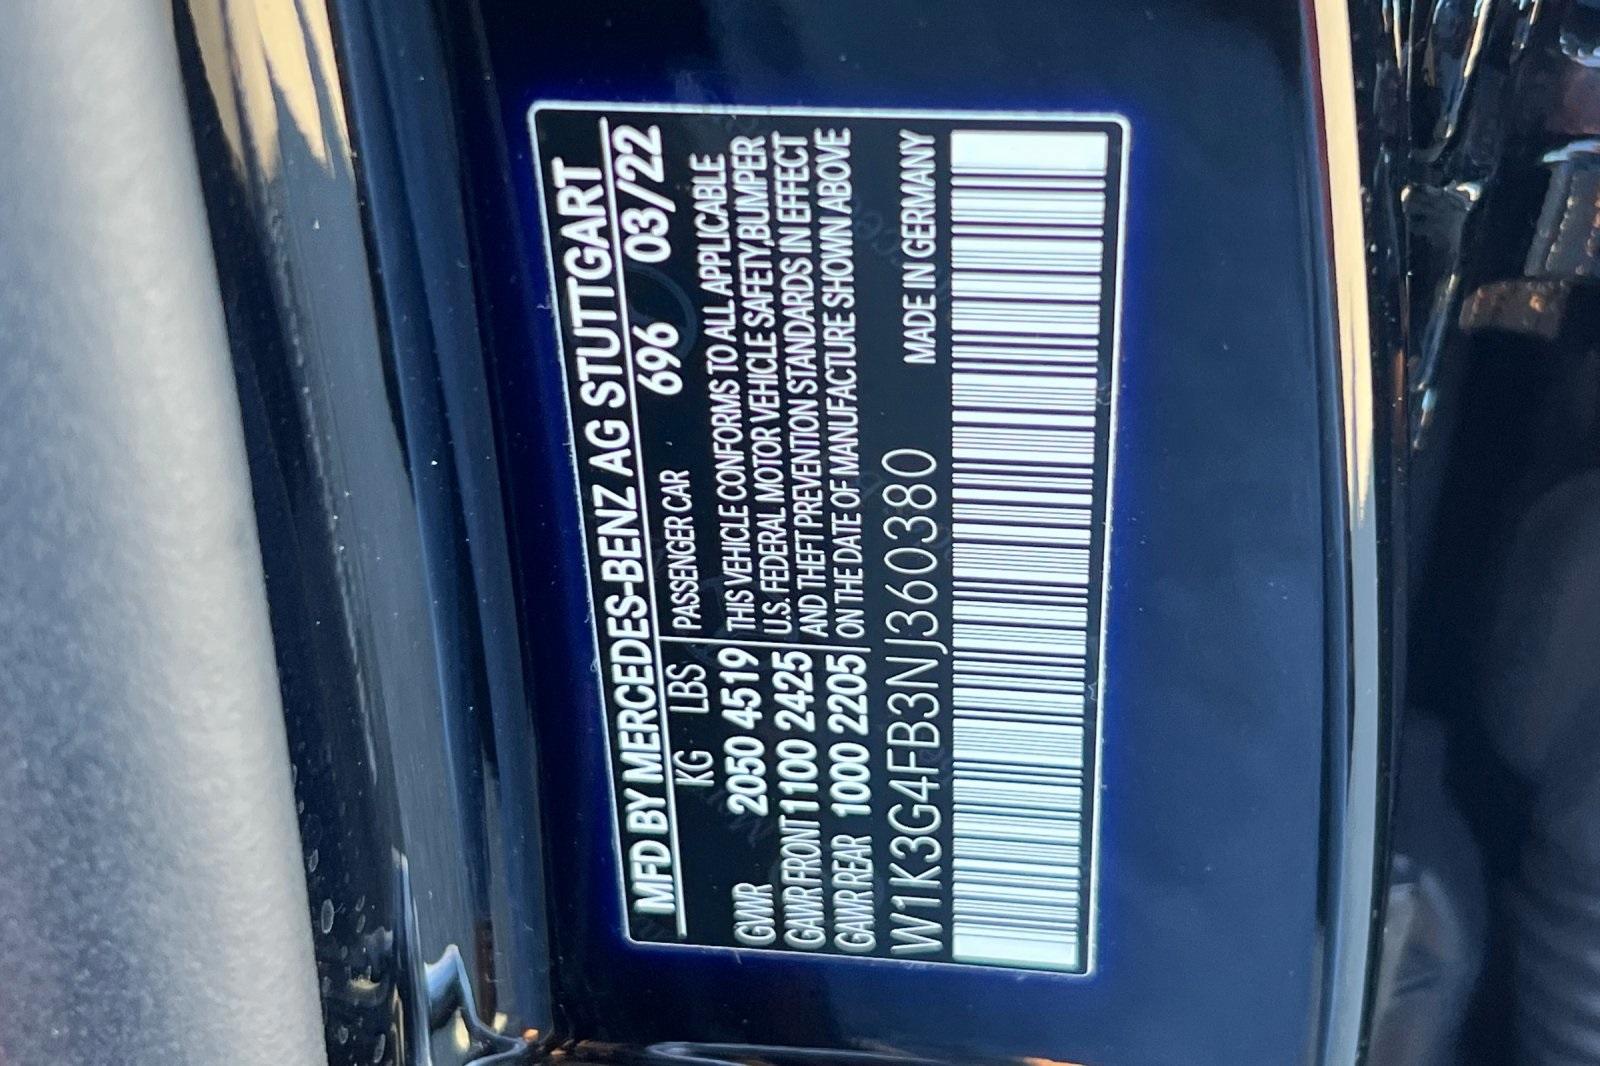 MFD BY MERCEDES-BENZ AG STUTTGART
696 03/22
KG LBS PASSENGER CAR
GWR 2050 4519 THIS VEHICLE CONFORMS TO ALL APPLICABLE
U.S. FEDERAL MOTOR VEHICLE SAFETY,BUMPER
GAWR FRONT 1100 2425 AND THEFT PREVENTION STANDARDS IN EFFECT
GAWR REAR 1000 2205 ON THE DATE OF MANUFACTURE SHOWN ABOVE
W1K3G4FB3NJ360380 MADE IN GERMANY